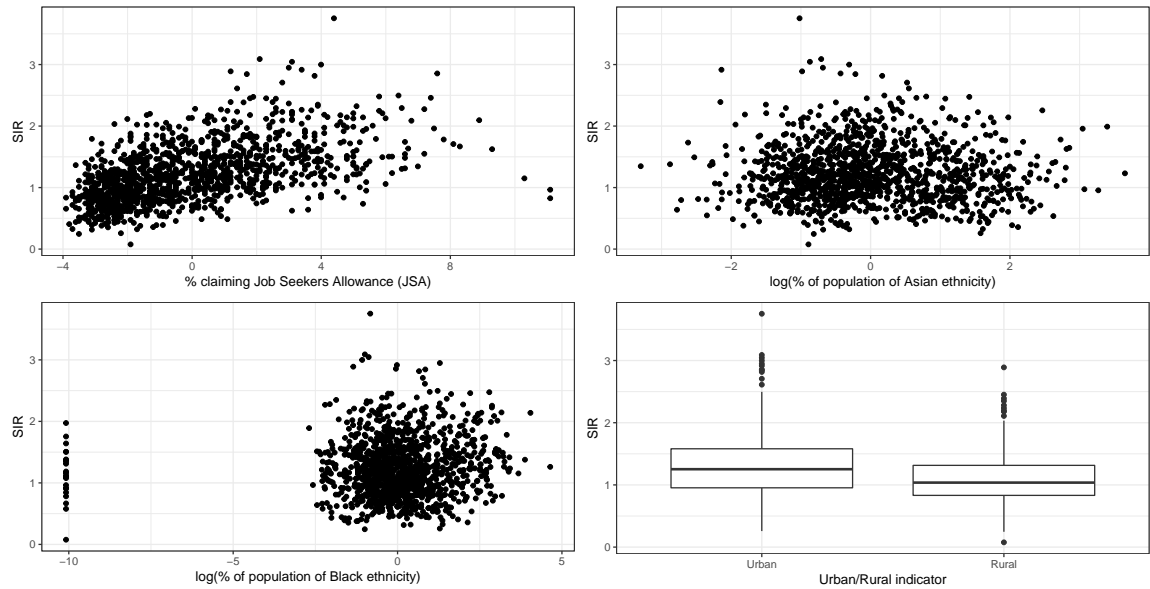 SIR
3
2
1
0
−4 0 4 8
% claiming Job Seekers Allowance (JSA)
SIR
3
2
1
0
−2 0 2
log(% of population of Asian ethnicity)
SIR
3
2
1
0
−10 −5 0 5
log(% of population of Black ethnicity)
SIR
3
2
1
0
Urban Rural
Urban/Rural indicator